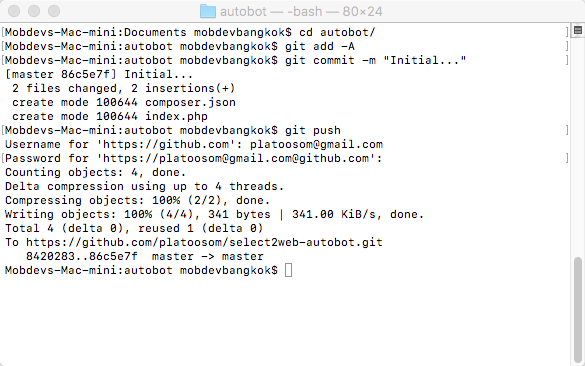 autobot — -bash — 80×24
[Mobdevs-Mac-mini:Documents mobdevbangkok$ cd autobot/ ]
[Mobdevs-Mac-mini:autobot mobdevbangkok$ git add -A ]
[Mobdevs-Mac-mini:autobot mobdevbangkok$ git commit -m "Initial..." ]
[master 86c5e7f] Initial...
 2 files changed, 2 insertions(+)
 create mode 100644 composer.json
 create mode 100644 index.php
[Mobdevs-Mac-mini:autobot mobdevbangkok$ git push ]
Username for 'https://github.com': platoosom@gmail.com
[Password for 'https://platoosom@gmail.com@github.com': ]
Counting objects: 4, done.
Delta compression using up to 4 threads.
Compressing objects: 100% (2/2), done.
Writing objects: 100% (4/4), 341 bytes | 341.00 KiB/s, done.
Total 4 (delta 0), reused 1 (delta 0)
To https://github.com/platoosom/select2web-autobot.git
   8420283..86c5e7f  master -> master
Mobdevs-Mac-mini:autobot mobdevbangkok$